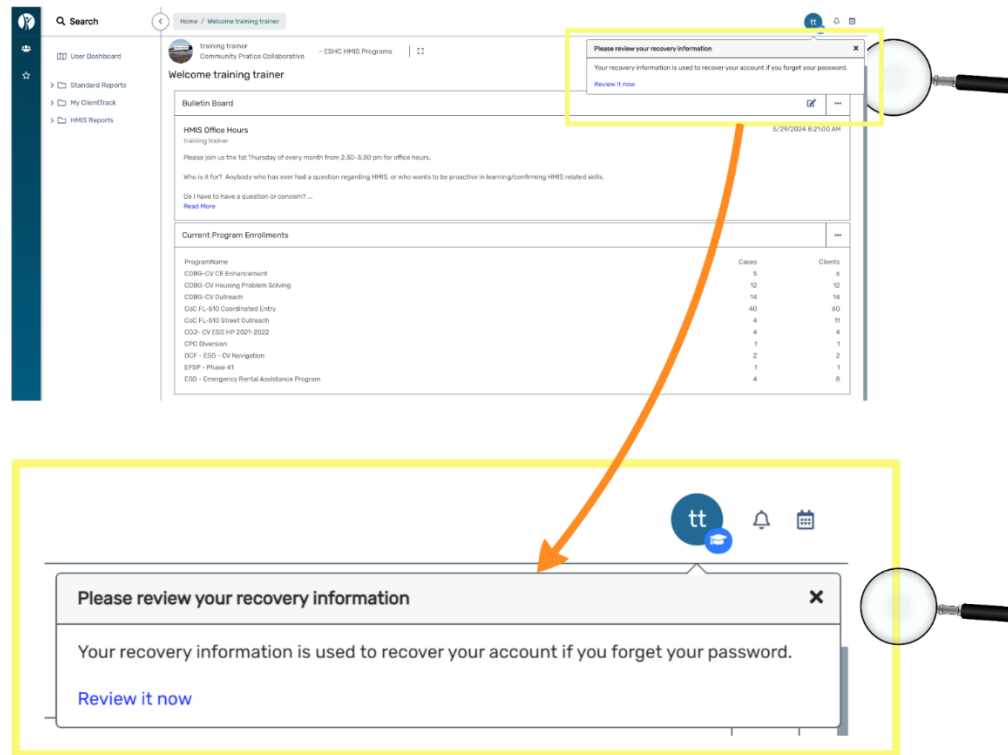 Search
Home / Welcome training trainer
tt
User Dashboard
Standard Reports
My ClientTrack
HMIS Reports
training trainer
Community Pratice Collaborative
- ESHC HMIS Programs
Please review your recovery information
Your recovery information is used to recover your account if you forget your password.
Review it now
Welcome training trainer
Bulletin Board
HMIS Office Hours
5/29/2024 8:21:00 AM
training trainer
Please join us the 1st Thursday of every month from 2:30-3:30 pm for office hours.
Who is it for? Anybody who has ever had a question regarding HMIS, or who wants to be proactive in learning/confirming HMIS related skills.
Do I have to have a question or concern? ...
Read More
Current Program Enrollments
ProgramName Cases Clients
CDBG-CV CE Enhancement 5 6
CDBG-CV Housing Problem Solving 12 12
CDBG-CV Outreach 14 14
CoC FL-510 Coordinated Entry 40 60
CoC FL-510 Street Outreach 4 11
COJ- CV ESG HP 2021-2022 4 4
CPC Diversion 1 1
DCF - ESG - CV Navigation 2 2
EFSP - Phase 41 1 1
ESG - Emergency Rental Assistance Program 4 8
tt
Please review your recovery information
Your recovery information is used to recover your account if you forget your password.
Review it now